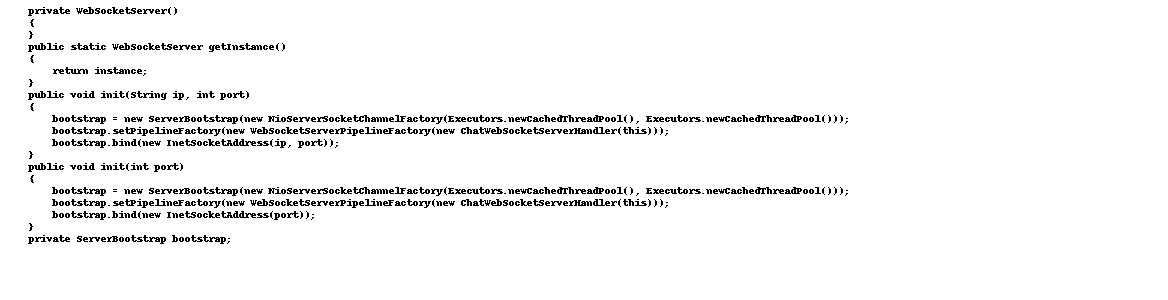 private WebSocketServer()
{
}
public static WebSocketServer getInstance()
{
return instance;
}
public void init(String ip, int port)
{
bootstrap = new ServerBootstrap(new NioServerSocketChannelFactory(Executors.newCachedThreadPool(), Executors.newCachedThreadPool()));
bootstrap.setPipelineFactory(new WebSocketServerPipelineFactory(new ChatWebSocketServerHandler(this)));
bootstrap.bind(new InetSocketAddress(ip, port));
}
public void init(int port)
{
bootstrap = new ServerBootstrap(new NioServerSocketChannelFactory(Executors.newCachedThreadPool(), Executors.newCachedThreadPool()));
bootstrap.setPipelineFactory(new WebSocketServerPipelineFactory(new ChatWebSocketServerHandler(this)));
bootstrap.bind(new InetSocketAddress(port));
}
private ServerBootstrap bootstrap;